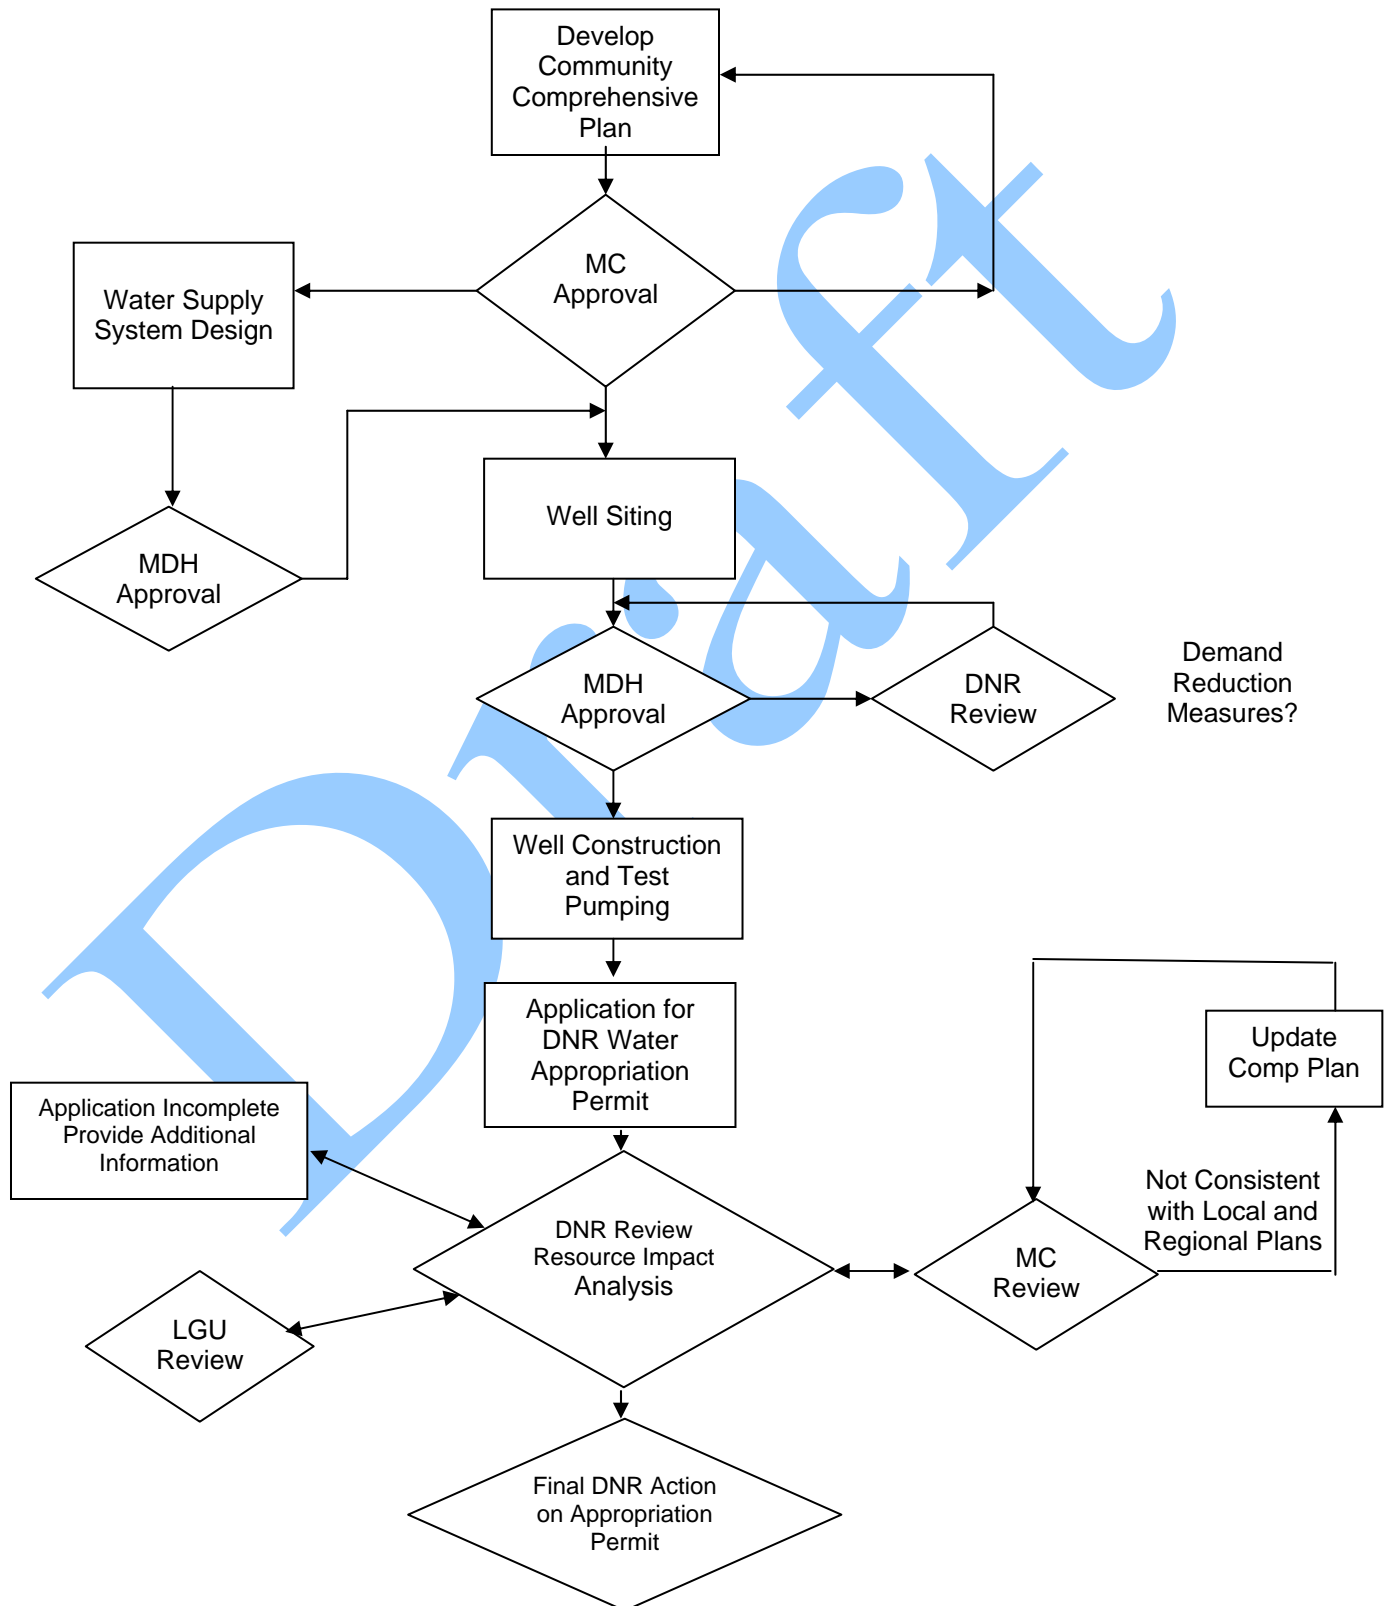 Develop
Community
Comprehensive
Plan
MC
Approval
Water Supply
System Design
Well Siting
MDH
Approval
MDH
Approval
DNR
Review
Demand
Reduction
Measures?
Well Construction
and Test
Pumping
Application for
DNR Water
Appropriation
Permit
Update
Comp Plan
Application Incomplete
Provide Additional
Information
Not Consistent
with Local and
Regional Plans
DNR Review
Resource Impact
Analysis
MC
Review
LGU
Review
Final DNR Action
on Appropriation
Permit
Draft